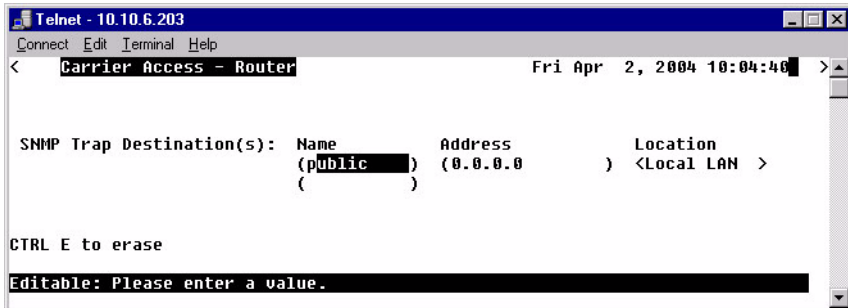 Telnet - 10.10.6.203
Connect Edit Terminal Help
< Carrier Access - Router Fri Apr 2, 2004 10:04:40 >
SNMP Trap Destination(s): Name Address Location
(public ) (0.0.0.0 ) <Local LAN >
( )
CTRL E to erase
Editable: Please enter a value.